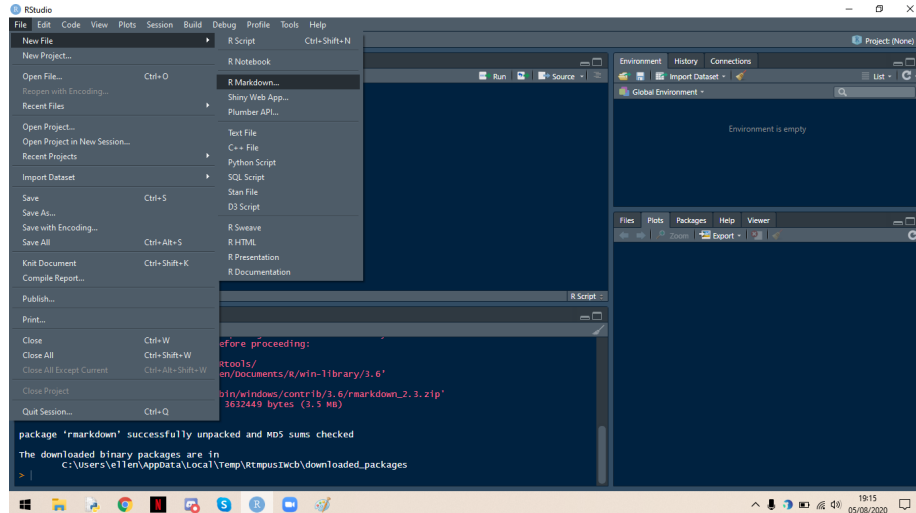 RStudio
File Edit Code View Plots Session Build Debug Profile Tools Help
Project: (None)
New File
New Project...
Open File... Ctrl+O
Reopen with Encoding...
Recent Files
Open Project...
Open Project in New Session...
Recent Projects
Import Dataset
Save Ctrl+S
Save As...
Save with Encoding...
Save All Ctrl+Alt+S
Knit Document Ctrl+Shift+K
Compile Report...
Publish...
Print...
Close Ctrl+W
Close All Ctrl+Shift+W
Close All Except Current Ctrl+Alt+Shift+W
Close Project
Quit Session... Ctrl+Q
R Script Ctrl+Shift+N
R Notebook
R Markdown...
Shiny Web App...
Plumber API...
Text File
C++ File
Python Script
SQL Script
Stan File
D3 Script
R Sweave
R HTML
R Presentation
R Documentation
Run Source
R Script
efore proceeding:
Rtools/
en/Documents/R/win-library/3.6'
bin/windows/contrib/3.6/rmarkdown_2.3.zip'
3632449 bytes (3.5 MB)
package 'rmarkdown' successfully unpacked and MD5 sums checked
The downloaded binary packages are in
C:\Users\ellen\AppData\Local\Temp\RtmpusIWcb\downloaded_packages
>
Environment History Connections
Import Dataset List
Global Environment
Environment is empty
Files Plots Packages Help Viewer
Zoom Export
19:15
05/08/2020